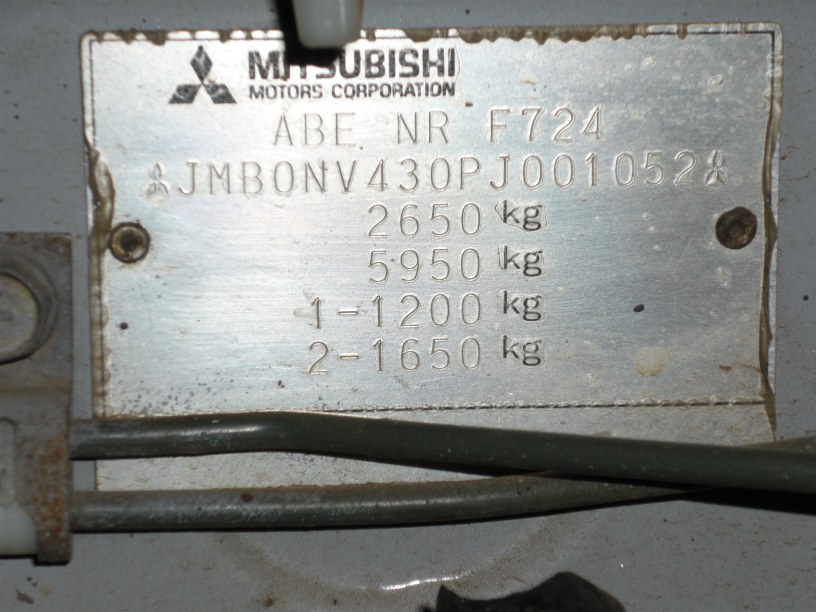 MITSUBISHI
MOTORS CORPORATION
ABE NR F724
JMB0NV430PJ001052
2650 kg
5950 kg
1-1200 kg
2-1650 kg